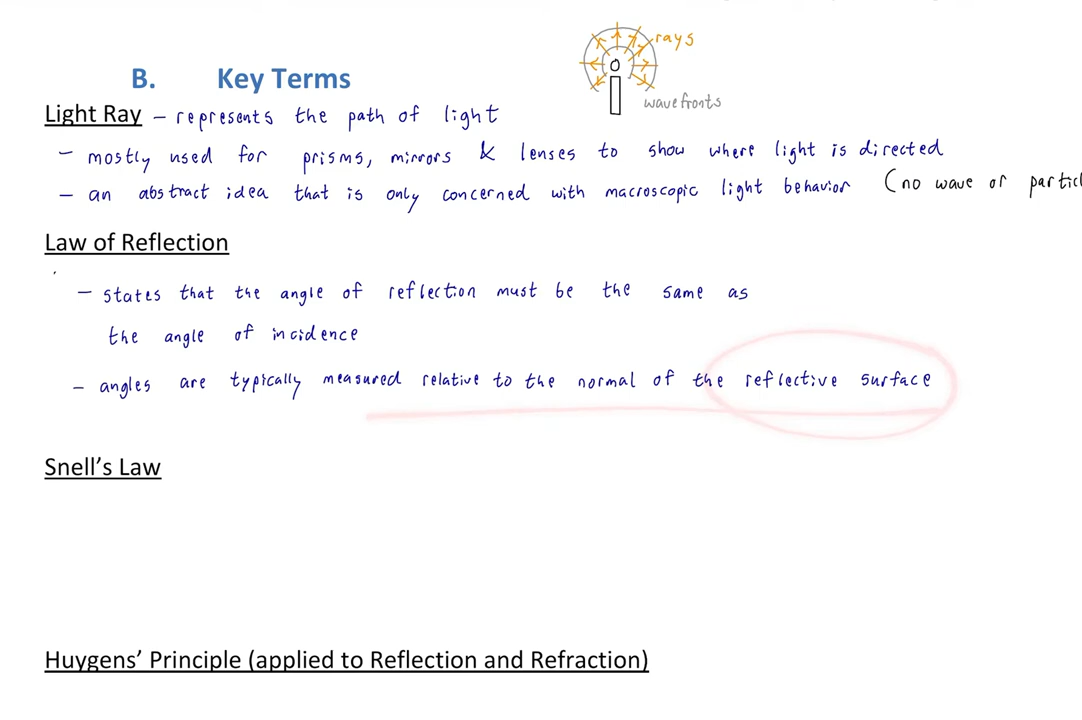 rays
B. Key Terms
wavefronts
Light Ray – represents the path of light
– mostly used for prisms, mirrors & lenses to show where light is directed
– an abstract idea that is only concerned with macroscopic light behavior (no wave or
Law of Reflection
– states that the angle of reflection must be the same as
the angle of incidence
– angles are typically measured relative to the normal of the reflective surface
Snell's Law
Huygens' Principle (applied to Reflection and Refraction)